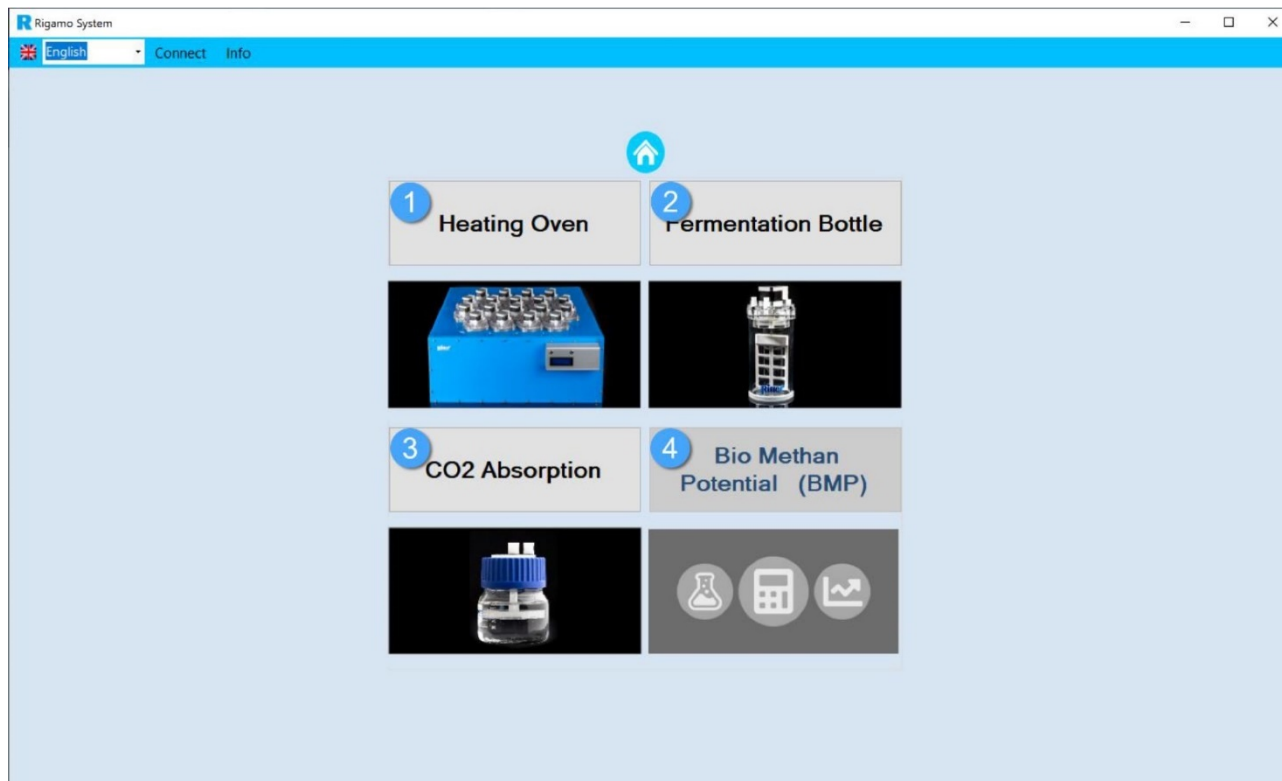 Rigamo System
English Connect Info
1
Heating Oven
2
Fermentation Bottle
3
CO2 Absorption
4
Bio Methan
Potential (BMP)